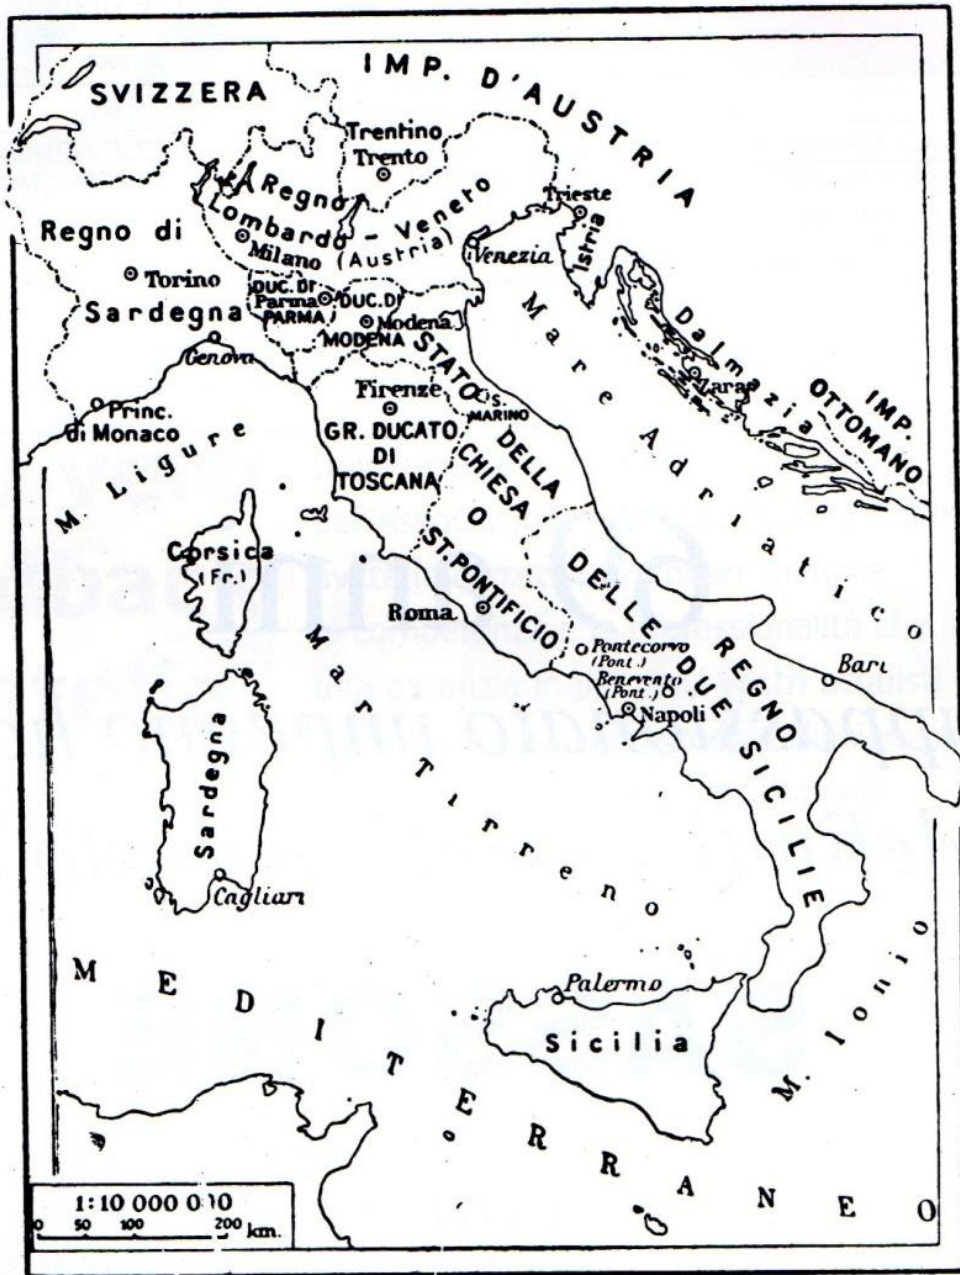 IMP. D'AUSTRIA
SVIZZERA
Trentino
Trento
Regno
Lombardo - Veneto
(Austria)
Milano
Trieste
Istria
Venezia
Regno di
Torino
Sardegna
DUC. DI
Parma
PARMA
DUC. DI
Modena
MODENA
Genova
Dalmazia
Zara
IMP.
OTTOMANO
Mare Adriatico
Princ.
di Monaco
M. Ligure
Firenze
GR. DUCATO
DI
TOSCANA
S.
MARINO
STATO
DELLA
CHIESA
O
ST. PONTIFICIO
Corsica
(Fr.)
Roma
REGNO
DELLE DUE
SICILIE
Pontecorvo
(Pont.)
Benevento
(Pont.)
Napoli
Bari
Mar Tirreno
Sardegna
Cagliari
Palermo
Sicilia
M. Ionio
MEDITERRANEO
1:10 000 000
0 50 100 200 km.